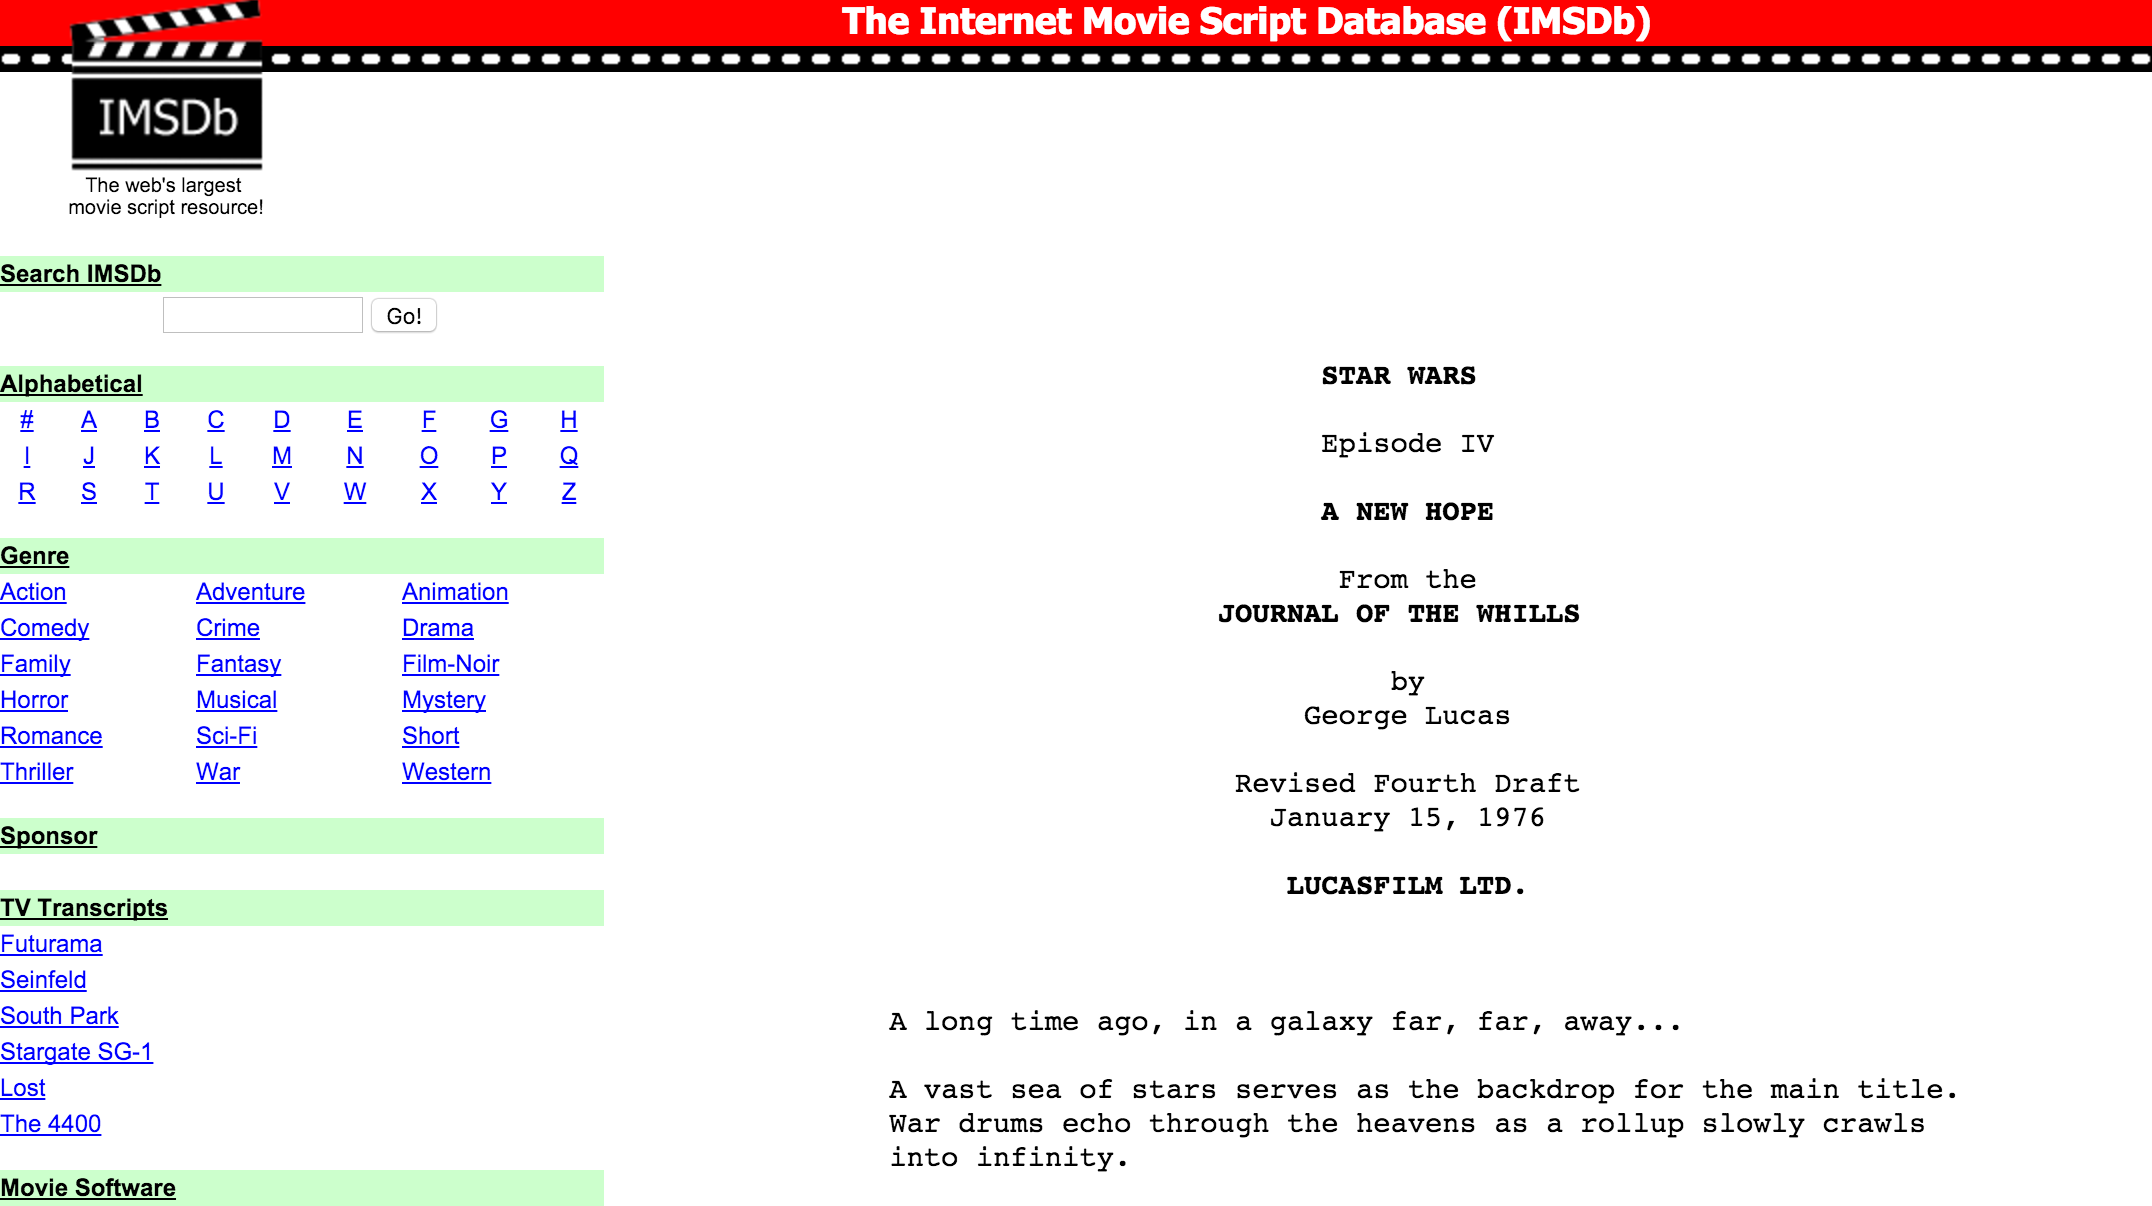 The Internet Movie Script Database (IMSDb)
IMSDb
The web's largest
movie script resource!
Search IMSDb
Go!
Alphabetical
# A B C D E F G H
I J K L M N O P Q
R S T U V W X Y Z
Genre
Action Adventure Animation
Comedy Crime Drama
Family Fantasy Film-Noir
Horror Musical Mystery
Romance Sci-Fi Short
Thriller War Western
Sponsor
TV Transcripts
Futurama
Seinfeld
South Park
Stargate SG-1
Lost
The 4400
Movie Software
STAR WARS
Episode IV
A NEW HOPE
From the
JOURNAL OF THE WHILLS
by
George Lucas
Revised Fourth Draft
January 15, 1976
LUCASFILM LTD.
A long time ago, in a galaxy far, far, away...
A vast sea of stars serves as the backdrop for the main title.
War drums echo through the heavens as a rollup slowly crawls
into infinity.